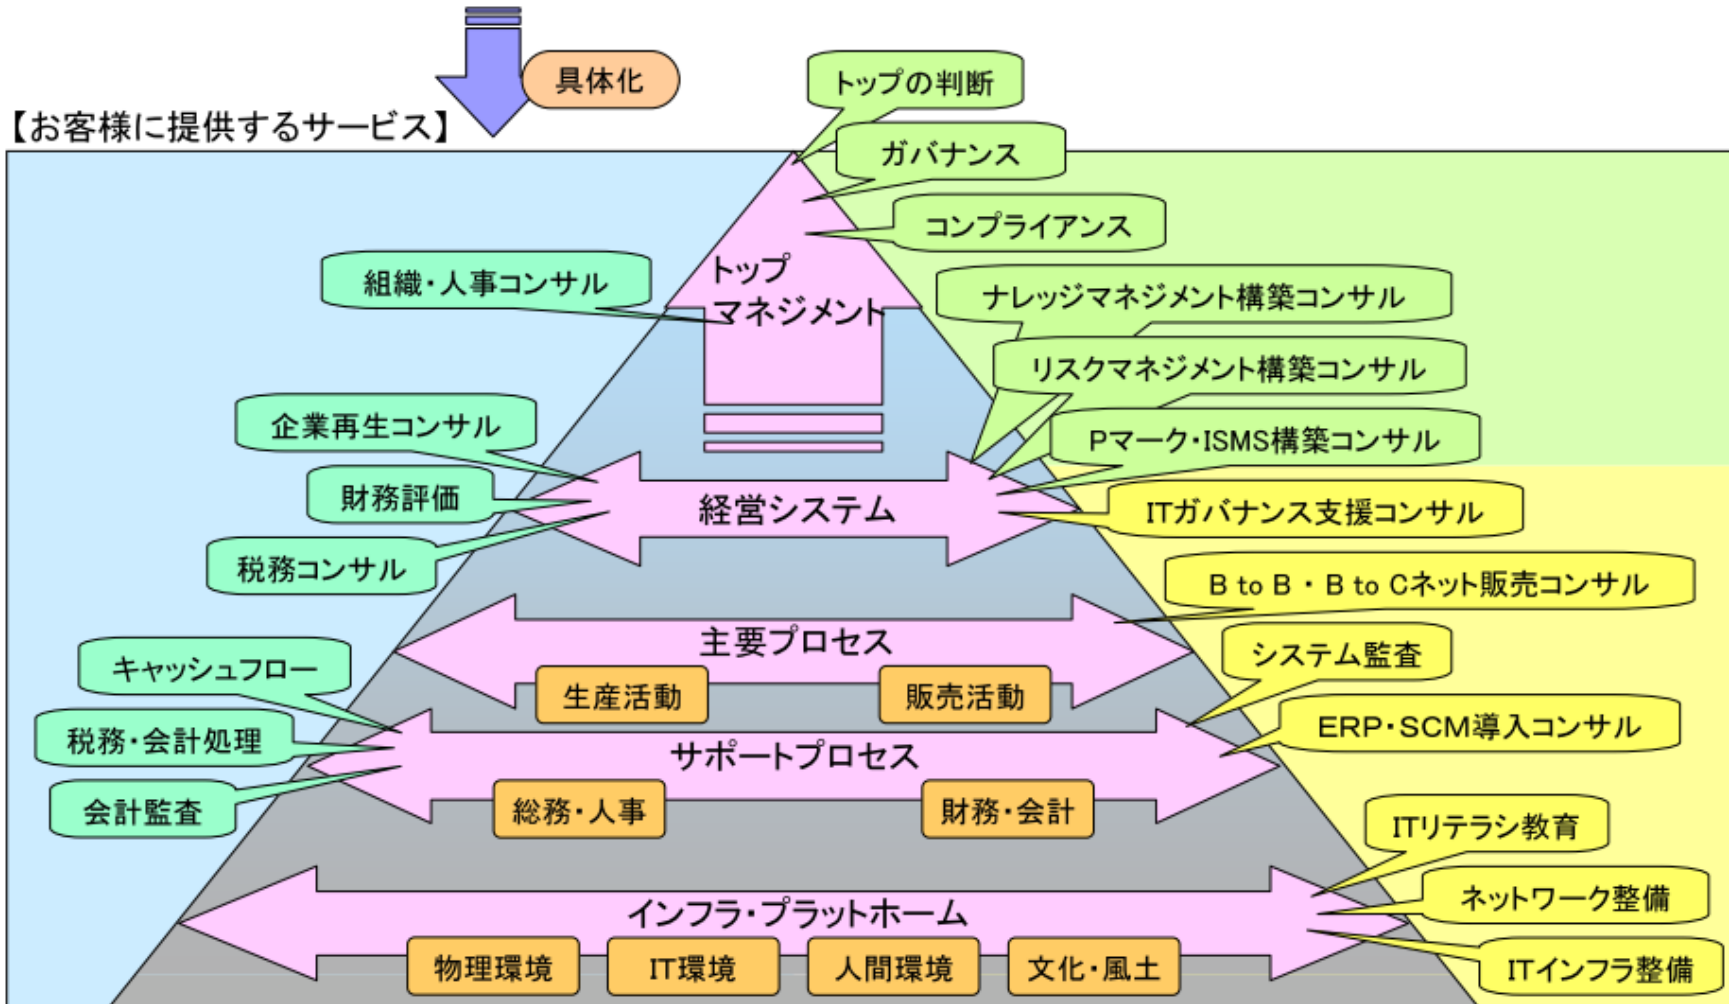 具体化
【お客様に提供するサービス】
トップの判断
ガバナンス
コンプライアンス
トップ
マネジメント
組織・人事コンサル
ナレッジマネジメント構築コンサル
リスクマネジメント構築コンサル
企業再生コンサル
Pマーク・ISMS構築コンサル
財務評価
経営システム
ITガバナンス支援コンサル
税務コンサル
B to B ・ B to Cネット販売コンサル
主要プロセス
キャッシュフロー
システム監査
生産活動
販売活動
税務・会計処理
サポートプロセス
ERP・SCM導入コンサル
会計監査
総務・人事
財務・会計
ITリテラシ教育
インフラ・プラットホーム
ネットワーク整備
物理環境
IT環境
人間環境
文化・風土
ITインフラ整備